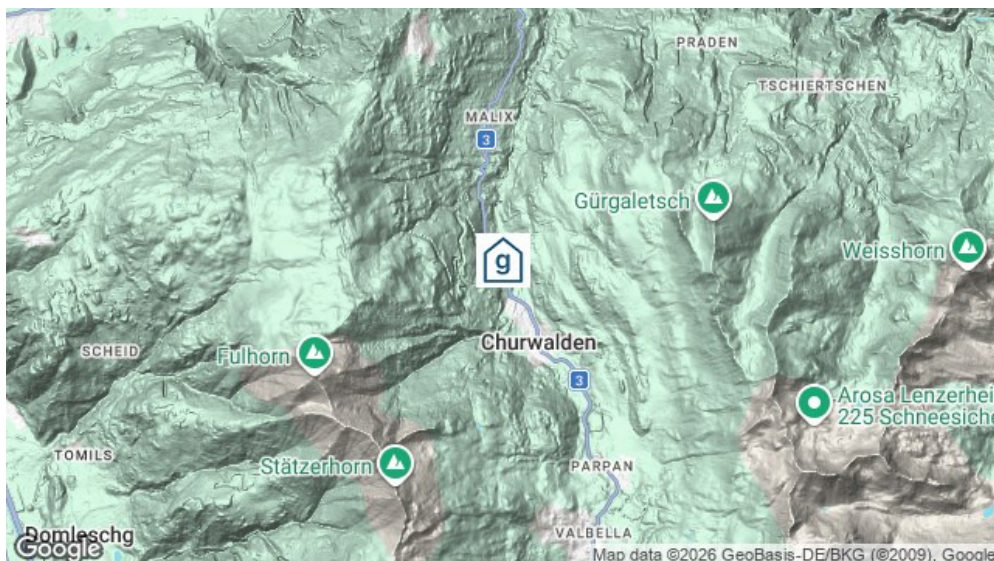 PRADEN
TSCHIERTSCHEN
MALIX
3
Gürgaletsch
Weisshorn
g
Churwalden
SCHEID
Fulhorn
3
Arosa Lenzerhei
225 Schneesiche
TOMILS
Stätzerhorn
PARPAN
VALBELLA
Domleschg
Google
Map data ©2026 GeoBasis-DE/BKG (©2009), Google